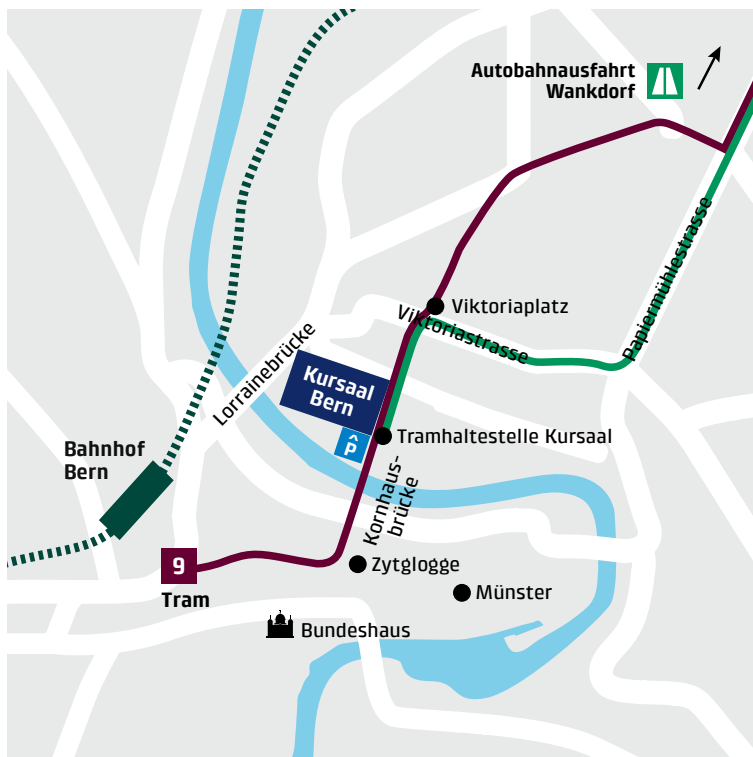 Autobahnausfahrt
Wankdorf
Papiermühlestrasse
Viktoriaplatz
Viktoriastrasse
Lorrainebrücke
Kursaal
Bern
P
Tramhaltestelle Kursaal
Bahnhof
Bern
Kornhaus-
brücke
9
Tram
Zytglogge
Münster
Bundeshaus